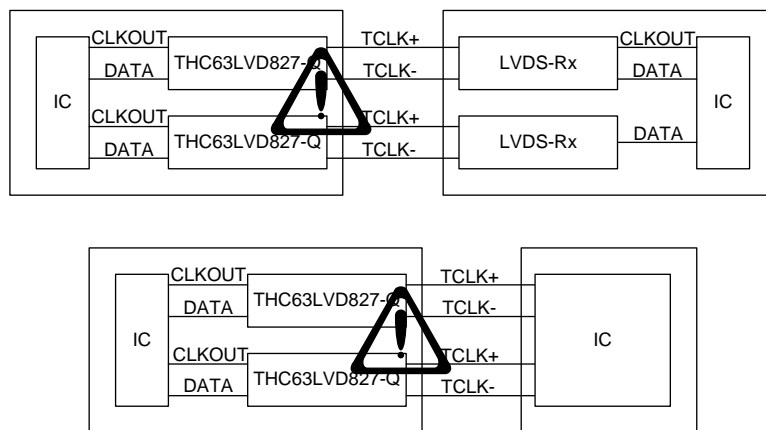 CLKOUT THC63LVD827-Q TCLK+ LVDS-Rx CLKOUT
DATA TCLK- DATA
IC IC
CLKOUT THC63LVD827-Q TCLK+ LVDS-Rx DATA
DATA TCLK-
CLKOUT THC63LVD827-Q TCLK+
DATA TCLK-
IC IC
CLKOUT THC63LVD827-Q TCLK+
DATA TCLK-